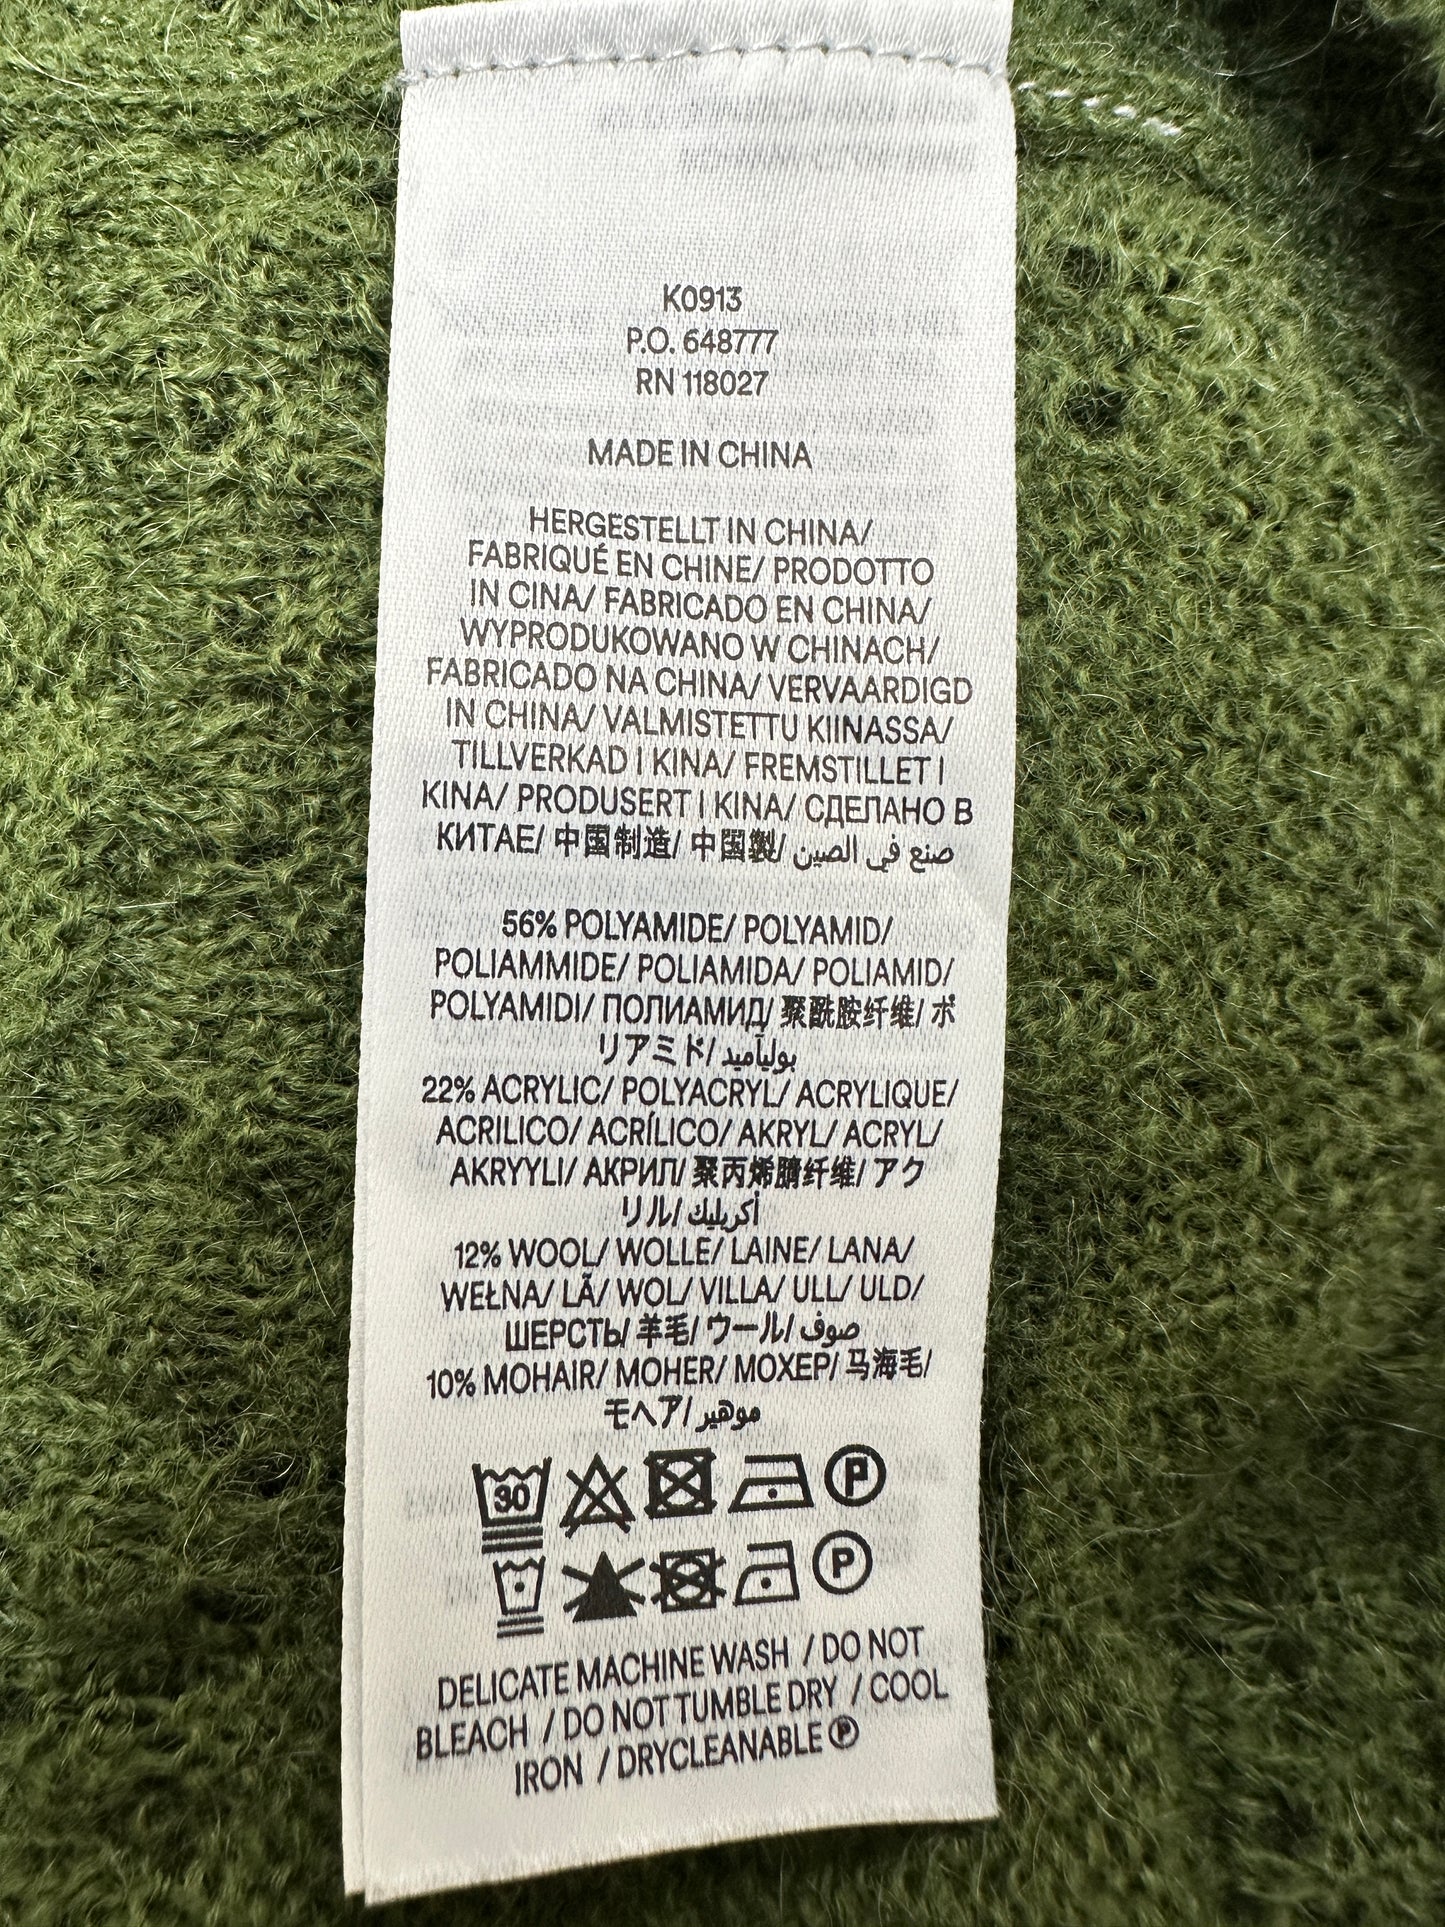 K0913
P.O. 648777
RN 118027
MADE IN CHINA
HERGESTELLT IN CHINA/
FABRIQUÉ EN CHINE/ PRODOTTO
IN CINA/ FABRICADO EN CHINA/
WYPRODUKOWANO W CHINACH/
FABRICADO NA CHINA/ VERVAARDIGD
IN CHINA/ VALMISTETTU KIINASSA/
TILLVERKAD I KINA/ FREMSTILLET I
KINA/ PRODUSERT I KINA/ СДЕЛАНО В
КИТАЕ/ 中国制造/ 中国製/ صنع في الصين
56% POLYAMIDE/ POLYAMID/
POLIAMMIDE/ POLIAMIDA/ POLIAMID/
POLYAMIDI/ ПОЛИАМИД/ 聚酰胺纤维/ ポ
リアミド/ بوليآميد
22% ACRYLIC/ POLYACRYL/ ACRYLIQUE/
ACRILICO/ ACRÍLICO/ AKRYL/ ACRYL/
AKRYYLI/ АКРИЛ/ 聚丙烯腈纤维/ アク
リル/ أكريليك
12% WOOL/ WOLLE/ LAINE/ LANA/
WEŁNA/ LÃ/ WOL/ VILLA/ ULL/ ULD/
ШЕРСТЬ/ 羊毛/ ウール/ صوف
10% MOHAIR/ MOHER/ МОХЕР/ 马海毛/
モヘア/ موهير
30 P
P
DELICATE MACHINE WASH / DO NOT
BLEACH / DO NOT TUMBLE DRY / COOL
IRON / DRYCLEANABLE P